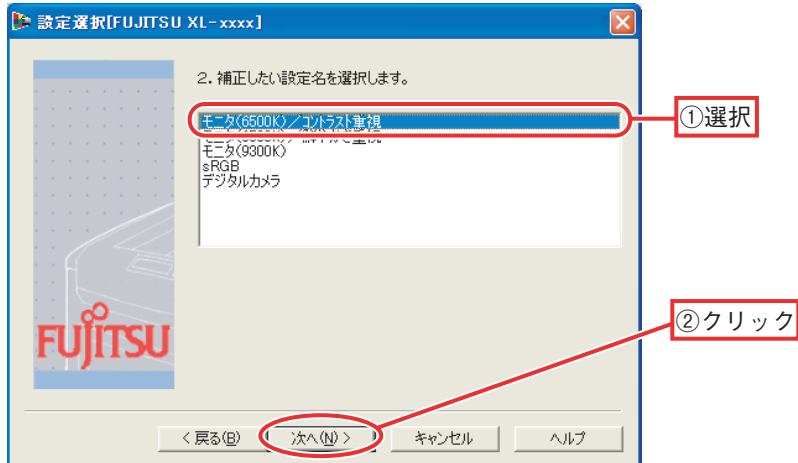 設定選択[FUJITSU XL-xxxx]
2. 補正したい設定名を選択します。
モニタ(6500K)/コントラスト重視
モニタ(9300K)
sRGB
デジタルカメラ
①選択
②クリック
FUJITSU
< 戻る(B)
次へ(N) >
キャンセル
ヘルプ